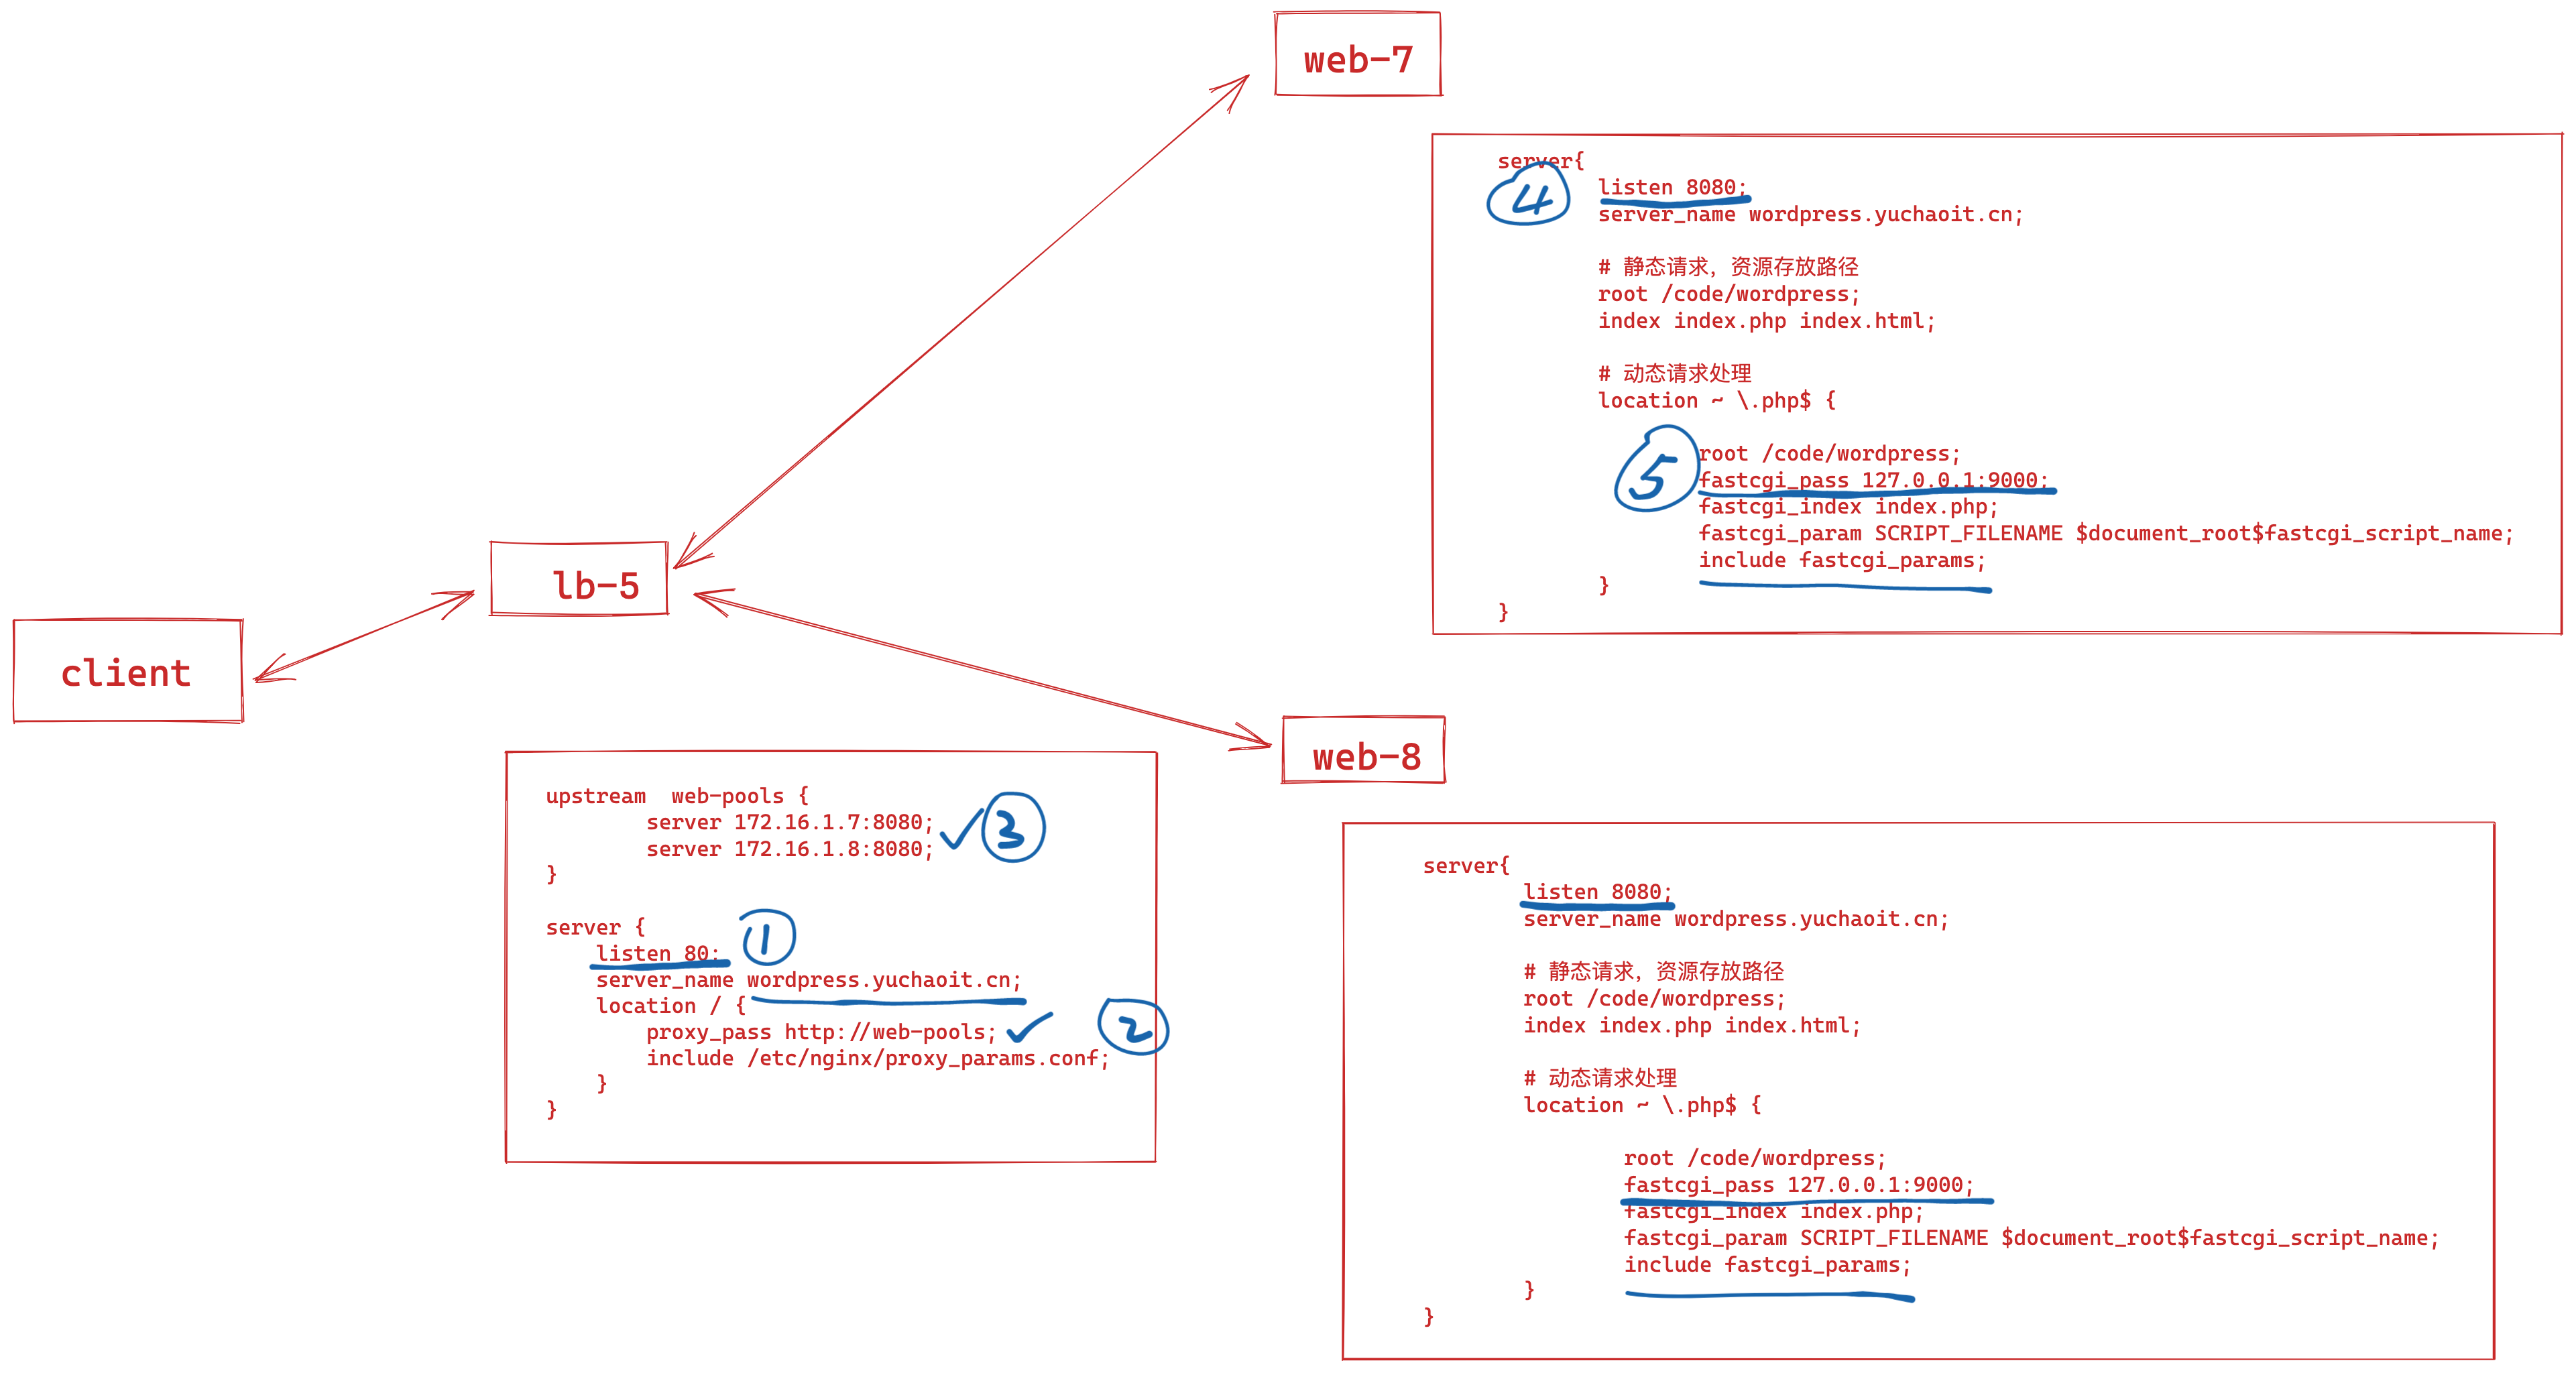 web-7
server{
listen 8080;
server_name wordpress.yuchaoit.cn;
# 静态请求，资源存放路径
root /code/wordpress;
index index.php index.html;
# 动态请求处理
location ~ \.php$ {
root /code/wordpress;
fastcgi_pass 127.0.0.1:9000;
fastcgi_index index.php;
fastcgi_param SCRIPT_FILENAME $document_root$fastcgi_script_name;
include fastcgi_params;
}
}
4
5
lb-5
client
web-8
upstream  web-pools {
server 172.16.1.7:8080;
server 172.16.1.8:8080;
}
3
server {
listen 80;
server_name wordpress.yuchaoit.cn;
location / {
proxy_pass http://web-pools;
include /etc/nginx/proxy_params.conf;
}
}
1
2
server{
listen 8080;
server_name wordpress.yuchaoit.cn;
# 静态请求，资源存放路径
root /code/wordpress;
index index.php index.html;
# 动态请求处理
location ~ \.php$ {
root /code/wordpress;
fastcgi_pass 127.0.0.1:9000;
fastcgi_index index.php;
fastcgi_param SCRIPT_FILENAME $document_root$fastcgi_script_name;
include fastcgi_params;
}
}